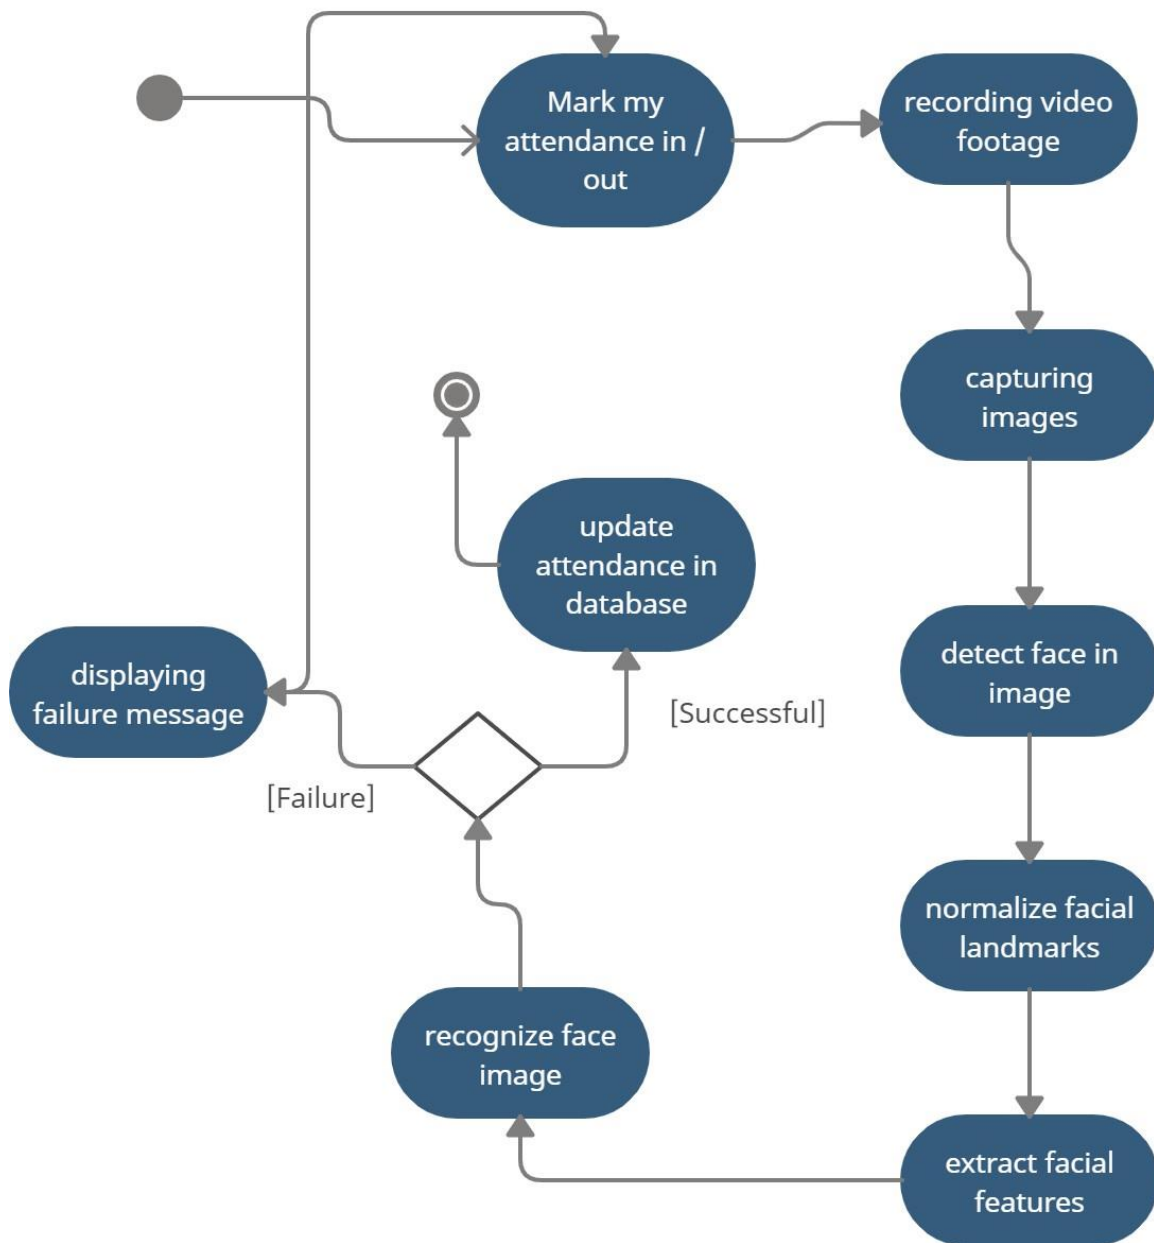 Mark my
attendance in /
out
recording video
footage
capturing
images
update
attendance in
database
detect face in
image
displaying
failure message
[Successful]
[Failure]
normalize facial
landmarks
recognize face
image
extract facial
features